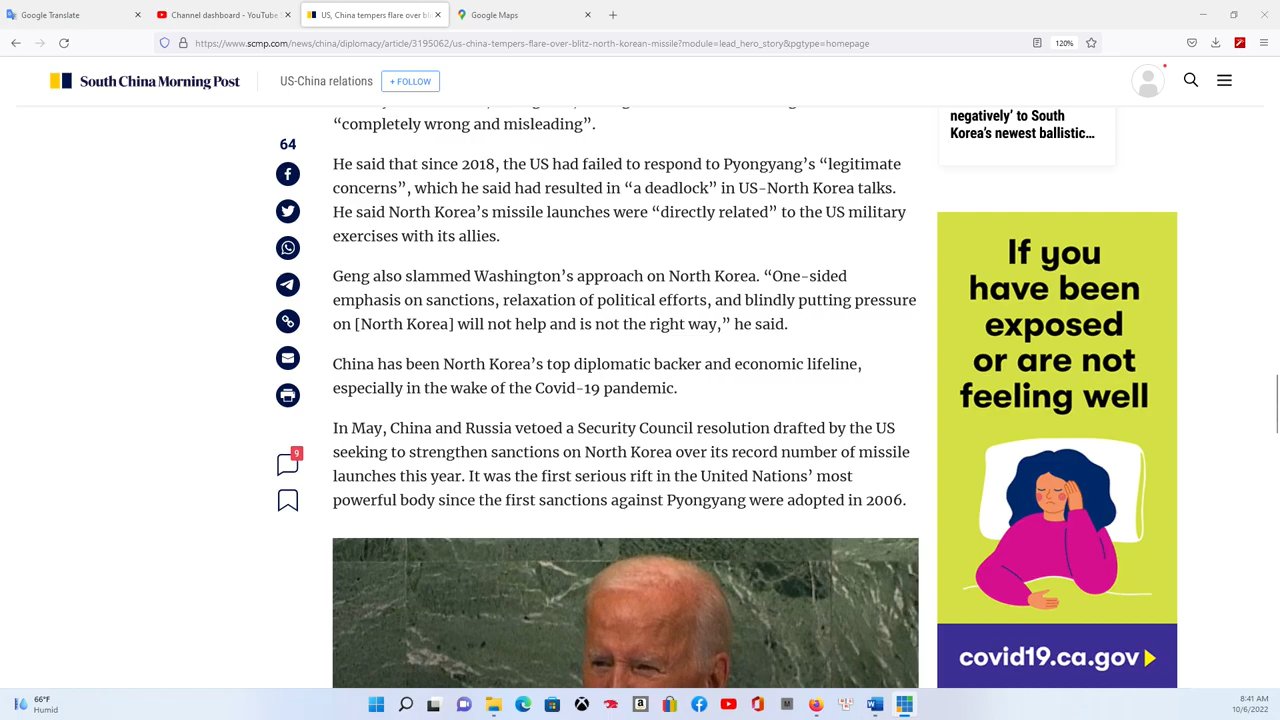 Google Translate
Channel dashboard - YouTube
US, China tempers flare over bli
Google Maps
https://www.scmp.com/news/china/diplomacy/article/3195062/us-china-tempers-flare-over-blitz-north-korean-missile?module=lead_hero_story&pgtype=homepage
120%
South China Morning Post
US-China relations
+ FOLLOW
“completely wrong and misleading”.
64
He said that since 2018, the US had failed to respond to Pyongyang’s “legitimate
concerns”, which he said had resulted in “a deadlock” in US-North Korea talks.
He said North Korea’s missile launches were “directly related” to the US military
exercises with its allies.
Geng also slammed Washington’s approach on North Korea. “One-sided
emphasis on sanctions, relaxation of political efforts, and blindly putting pressure
on [North Korea] will not help and is not the right way,” he said.
China has been North Korea’s top diplomatic backer and economic lifeline,
especially in the wake of the Covid-19 pandemic.
9
In May, China and Russia vetoed a Security Council resolution drafted by the US
seeking to strengthen sanctions on North Korea over its record number of missile
launches this year. It was the first serious rift in the United Nations’ most
powerful body since the first sanctions against Pyongyang were adopted in 2006.
negatively’ to South
Korea’s newest ballistic...
If you
have been
exposed
or are not
feeling well
covid19.ca.gov
66°F
Humid
8:41 AM
10/6/2022